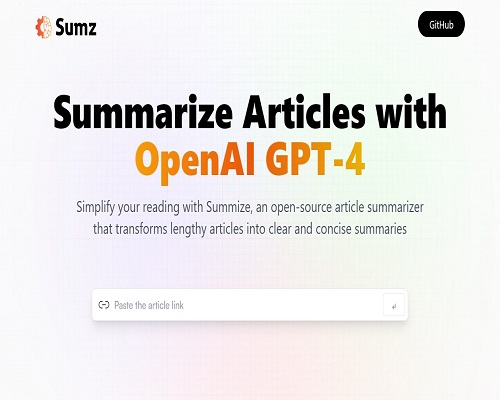 Sumz
GitHub
Summarize Articles with
OpenAI GPT-4
Simplify your reading with Summize, an open-source article summarizer
that transforms lengthy articles into clear and concise summaries
Paste the article link
↲